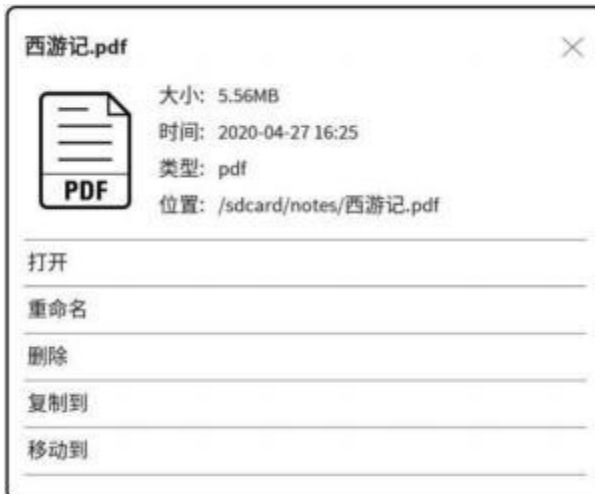 西游记.pdf
大小: 5.56MB
时间: 2020-04-27 16:25
类型: pdf
位置: /sdcard/notes/西游记.pdf
PDF
打开
重命名
删除
复制到
移动到